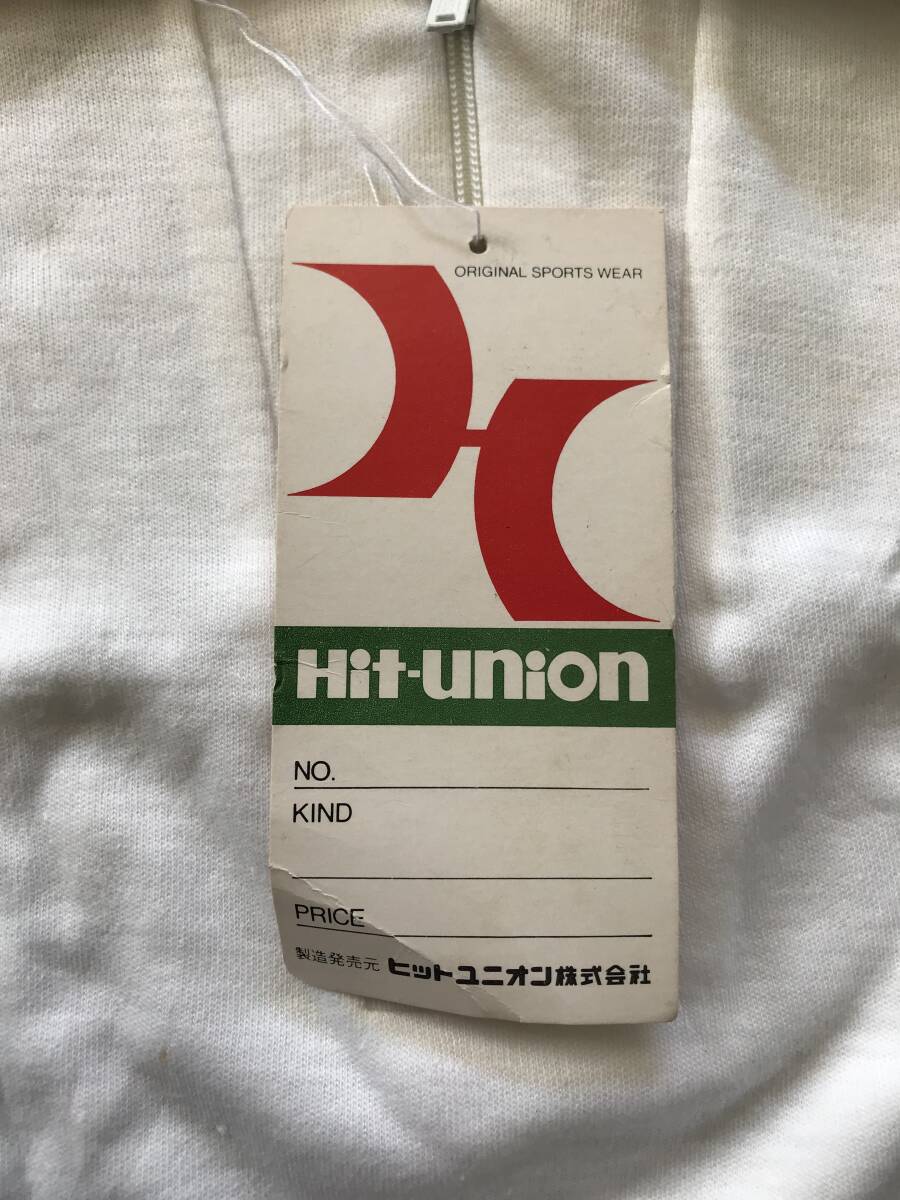 ORIGINAL SPORTS WEAR
Hit-union
NO.
KIND
PRICE
製造発売元 ヒットユニオン株式会社